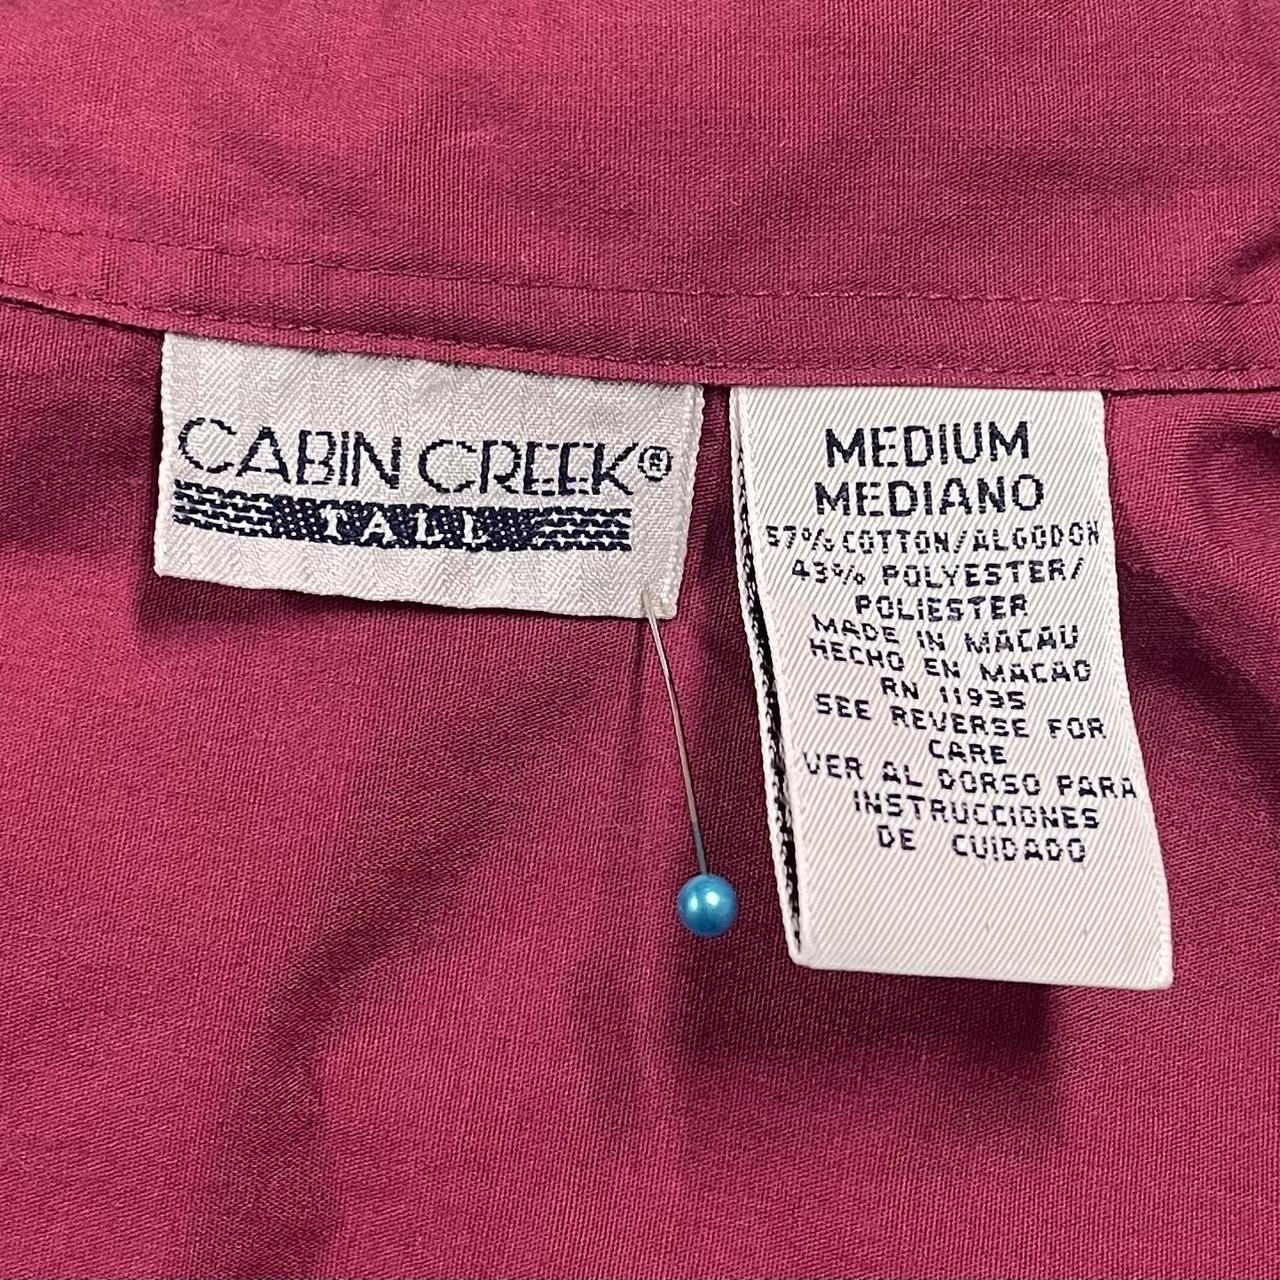 CABIN CREEK®
TALL
MEDIUM
MEDIANO
57% COTTON/ALGODON
43% POLYESTER/
POLIESTER
MADE IN MACAU
HECHO EN MACAO
RN 11935
SEE REVERSE FOR
CARE
VER AL DORSO PARA
INSTRUCCIONES
DE CUIDADO